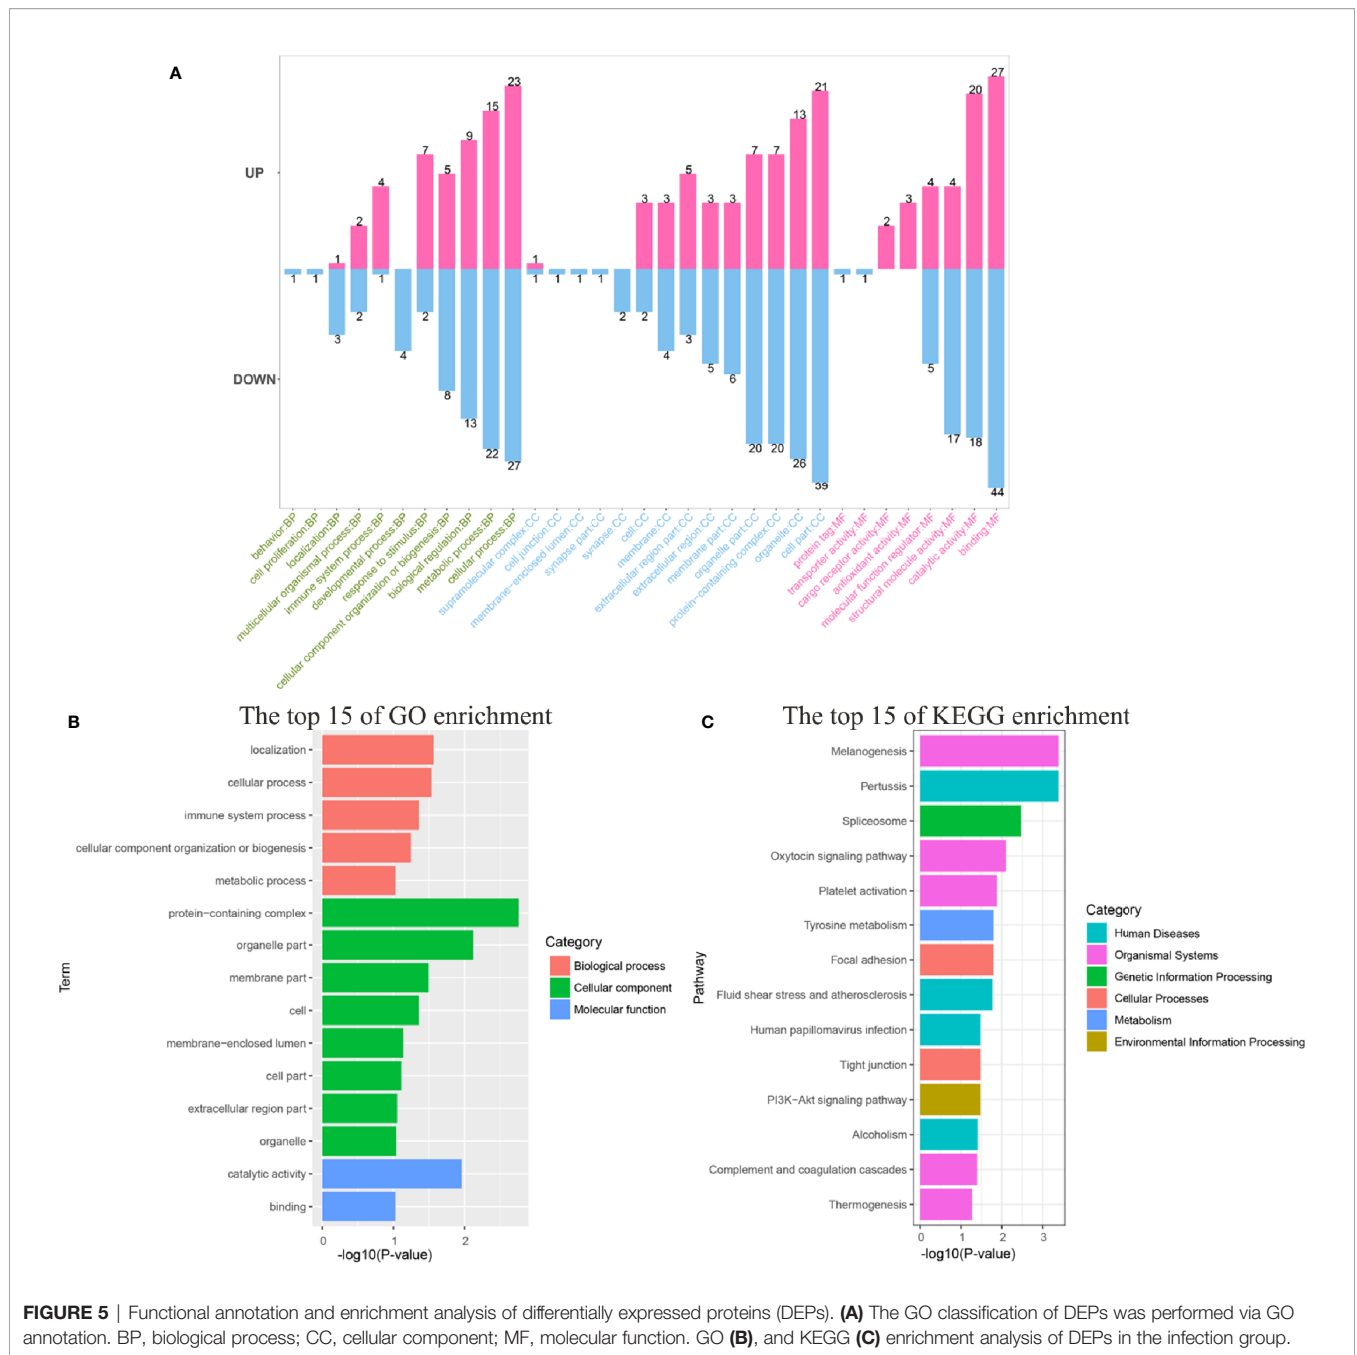 A
UP
DOWN
23
15
9
7
5
4
2
1
1
1
3
2
1
4
2
8
13
22
27
1
3
3
5
3
3
7
7
13
21
1
1
1
1
2
2
4
3
5
6
20
20
26
39
2
3
4
4
20
27
1
1
5
17
18
44
behavior:BP
cell proliferation:BP
localization:BP
multicellular organismal process:BP
immune system process:BP
developmental process:BP
response to stimulus:BP
cellular component organization or biogenesis:BP
biological regulation:BP
metabolic process:BP
cellular process:BP
supramolecular complex:CC
cell junction:CC
membrane−enclosed lumen:CC
synapse part:CC
synapse:CC
cell:CC
membrane:CC
extracellular region part:CC
extracellular region:CC
membrane part:CC
organelle part:CC
protein−containing complex:CC
organelle:CC
cell part:CC
protein tag:MF
transporter activity:MF
cargo receptor activity:MF
antioxidant activity:MF
molecular function regulator:MF
structural molecule activity:MF
catalytic activity:MF
binding:MF
B
The top 15 of GO enrichment
Term
localization
cellular process
immune system process
cellular component organization or biogenesis
metabolic process
protein−containing complex
organelle part
membrane part
cell
membrane−enclosed lumen
cell part
extracellular region part
organelle
catalytic activity
binding
0 1 2
-log10(P-value)
Category
Biological process
Cellular component
Molecular function
C
The top 15 of KEGG enrichment
Pathway
Melanogenesis
Pertussis
Spliceosome
Oxytocin signaling pathway
Platelet activation
Tyrosine metabolism
Focal adhesion
Fluid shear stress and atherosclerosis
Human papillomavirus infection
Tight junction
PI3K−Akt signaling pathway
Alcoholism
Complement and coagulation cascades
Thermogenesis
0 1 2 3
-log10(P-value)
Category
Human Diseases
Organismal Systems
Genetic Information Processing
Cellular Processes
Metabolism
Environmental Information Processing
FIGURE 5 | Functional annotation and enrichment analysis of differentially expressed proteins (DEPs). (A) The GO classification of DEPs was performed via GO
annotation. BP, biological process; CC, cellular component; MF, molecular function. GO (B), and KEGG (C) enrichment analysis of DEPs in the infection group.